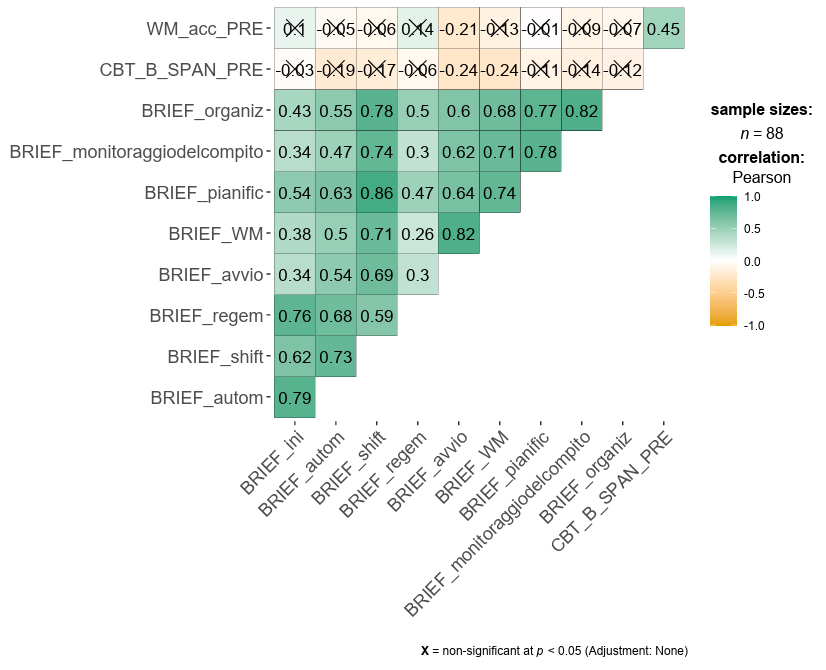 WM_acc_PRE 0.1 -0.05 -0.06 0.14 -0.21 -0.13 -0.01 -0.09 -0.07 0.45
CBT_B_SPAN_PRE -0.03 -0.19 -0.17 -0.06 -0.24 -0.24 -0.11 -0.14 -0.12
BRIEF_organiz 0.43 0.55 0.78 0.5 0.6 0.68 0.77 0.82
BRIEF_monitoraggiodelcompito 0.34 0.47 0.74 0.3 0.62 0.71 0.78
BRIEF_pianific 0.54 0.63 0.86 0.47 0.64 0.74
BRIEF_WM 0.38 0.5 0.71 0.26 0.82
BRIEF_avvio 0.34 0.54 0.69 0.3
BRIEF_regem 0.76 0.68 0.59
BRIEF_shift 0.62 0.73
BRIEF_autom 0.79
BRIEF_ini
BRIEF_autom
BRIEF_shift
BRIEF_regem
BRIEF_avvio
BRIEF_WM
BRIEF_pianific
BRIEF_monitoraggiodelcompito
BRIEF_organiz
CBT_B_SPAN_PRE
sample sizes:
n = 88
correlation:
Pearson
1.0
0.5
0.0
-0.5
-1.0
X = non-significant at p < 0.05 (Adjustment: None)